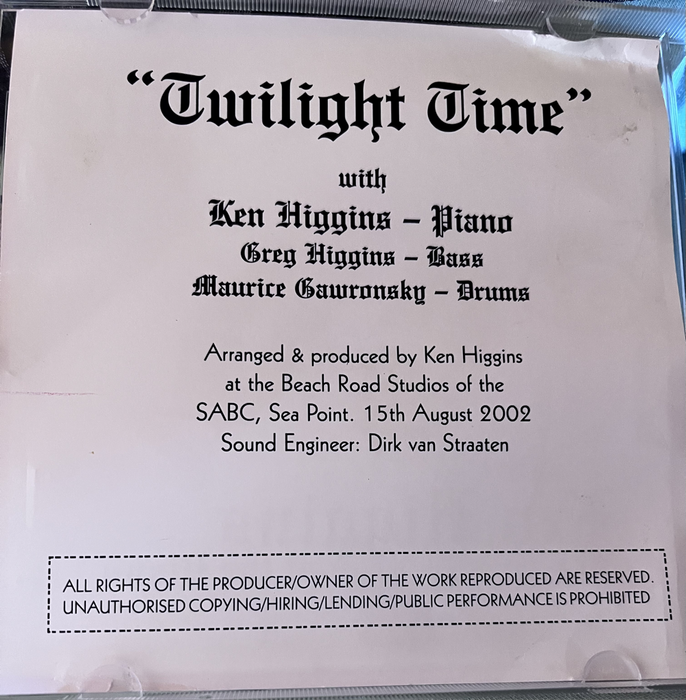 “Twilight Time”
with
Ken Higgins – Piano
Greg Higgins – Bass
Maurice Gawronsky – Drums
Arranged & produced by Ken Higgins
at the Beach Road Studios of the
SABC, Sea Point. 15th August 2002
Sound Engineer: Dirk van Straaten
ALL RIGHTS OF THE PRODUCER/OWNER OF THE WORK REPRODUCED ARE RESERVED.
UNAUTHORISED COPYING/HIRING/LENDING/PUBLIC PERFORMANCE IS PROHIBITED